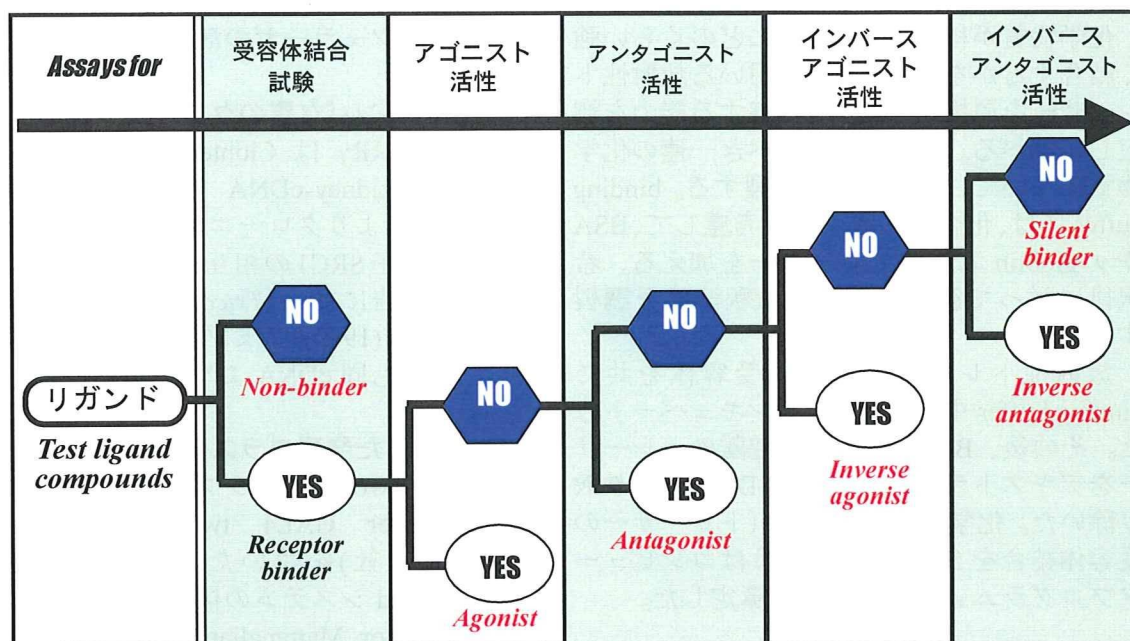 Assays for
受容体結合
試験
アゴニスト
活性
アンタゴニスト
活性
インバース
アゴニスト
活性
インバース
アンタゴニスト
活性
リガンド
Test ligand
compounds
NO
Non-binder
YES
Receptor
binder
NO
YES
Agonist
NO
YES
Antagonist
NO
YES
Inverse
agonist
NO
Silent
binder
YES
Inverse
antagonist